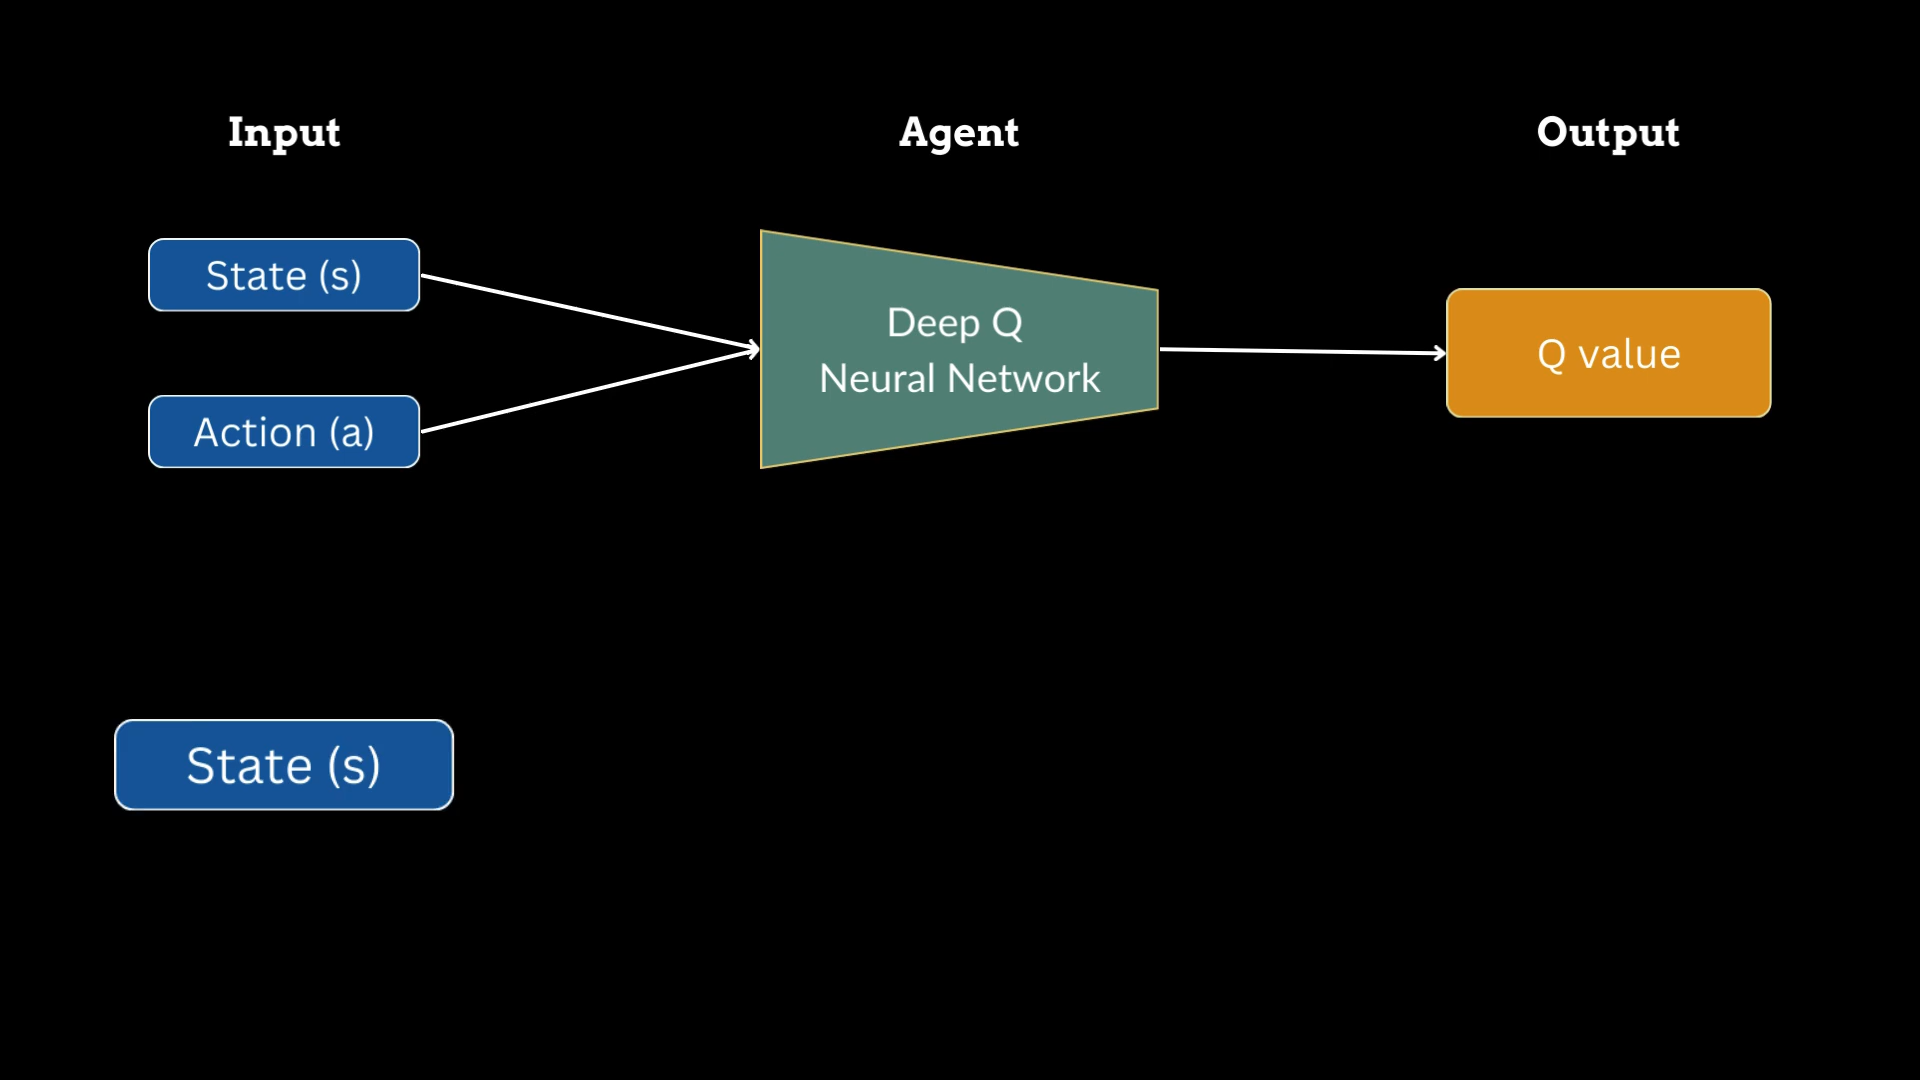 Input
Agent
Output
State (s)
Action (a)
Deep Q
Neural Network
Q value
State (s)